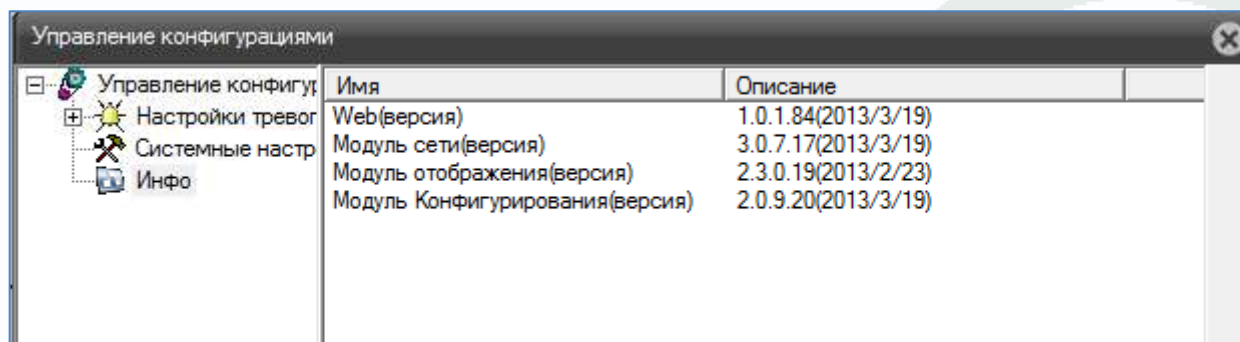 Управление конфигурациями
Управление конфигур
Настройки тревог
Системные настр
Инфо
Имя Описание
Web(версия) 1.0.1.84(2013/3/19)
Модуль сети(версия) 3.0.7.17(2013/3/19)
Модуль отображения(версия) 2.3.0.19(2013/2/23)
Модуль Конфигурирования(версия) 2.0.9.20(2013/3/19)